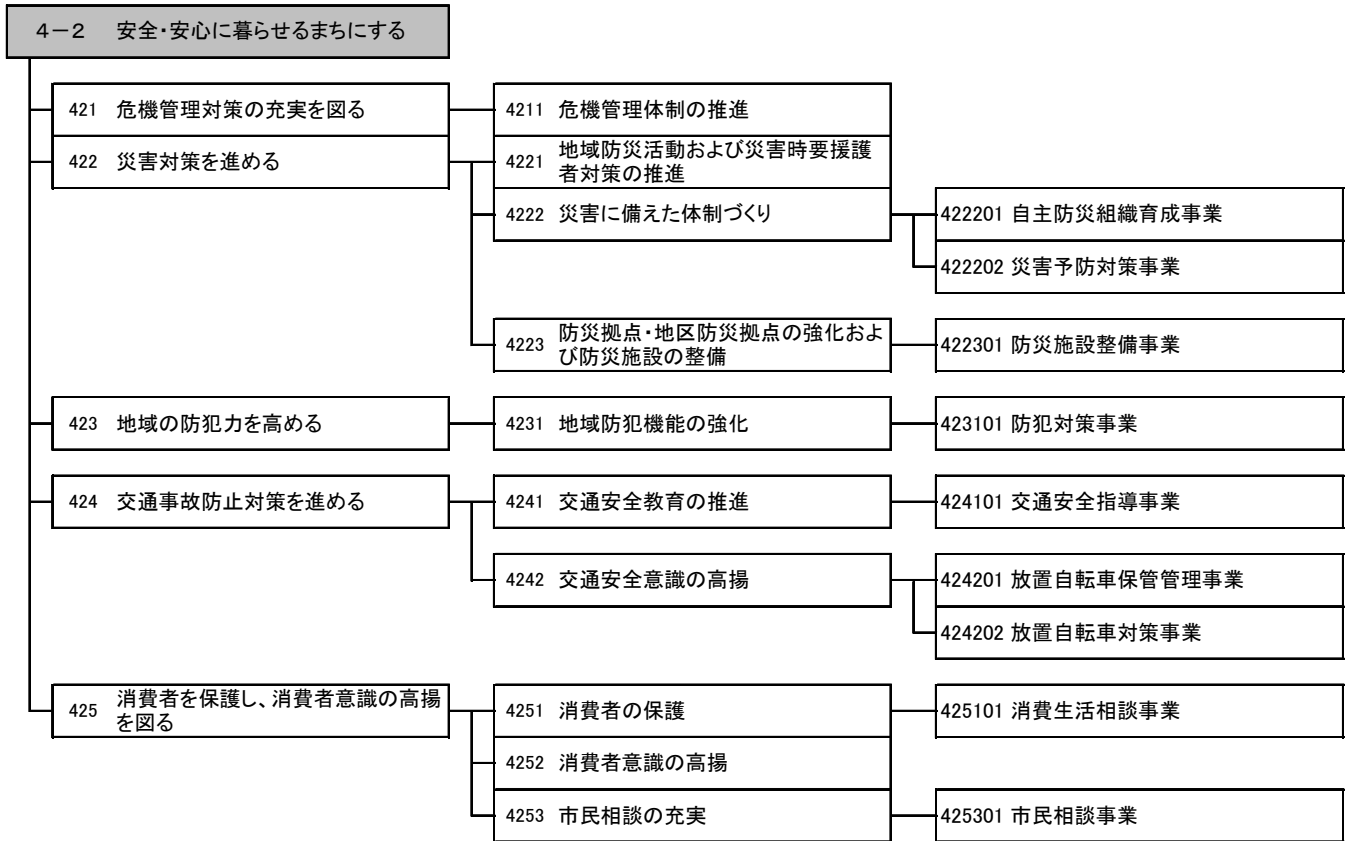 4－2 安全・安心に暮らせるまちにする
421 危機管理対策の充実を図る
4211 危機管理体制の推進
422 災害対策を進める
4221 地域防災活動および災害時要援護
者対策の推進
4222 災害に備えた体制づくり
422201 自主防災組織育成事業
422202 災害予防対策事業
4223 防災拠点・地区防災拠点の強化およ
び防災施設の整備
422301 防災施設整備事業
423 地域の防犯力を高める
4231 地域防犯機能の強化
423101 防犯対策事業
424 交通事故防止対策を進める
4241 交通安全教育の推進
424101 交通安全指導事業
4242 交通安全意識の高揚
424201 放置自転車保管管理事業
424202 放置自転車対策事業
425 消費者を保護し、消費者意識の高揚
を図る
4251 消費者の保護
425101 消費生活相談事業
4252 消費者意識の高揚
4253 市民相談の充実
425301 市民相談事業